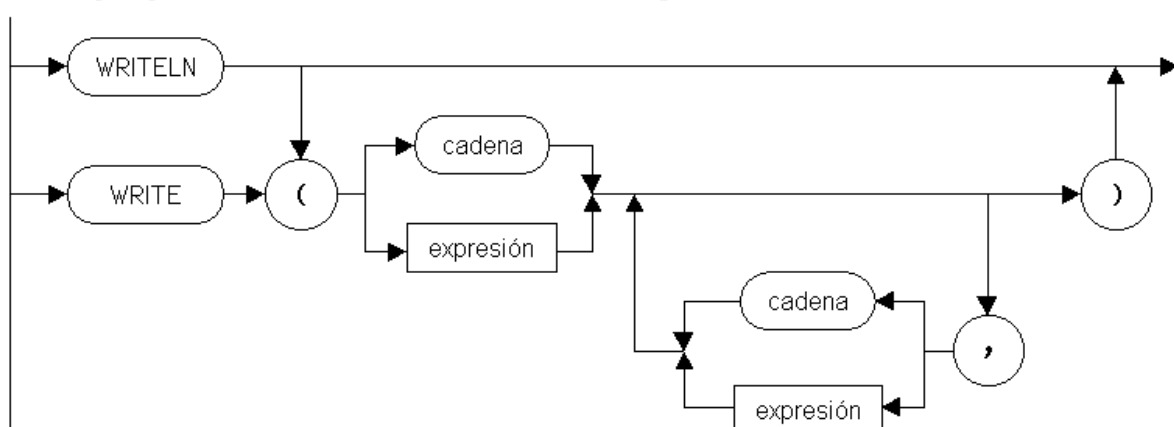 WRITELN
cadena
WRITE ( )
expresión
cadena
,
expresión